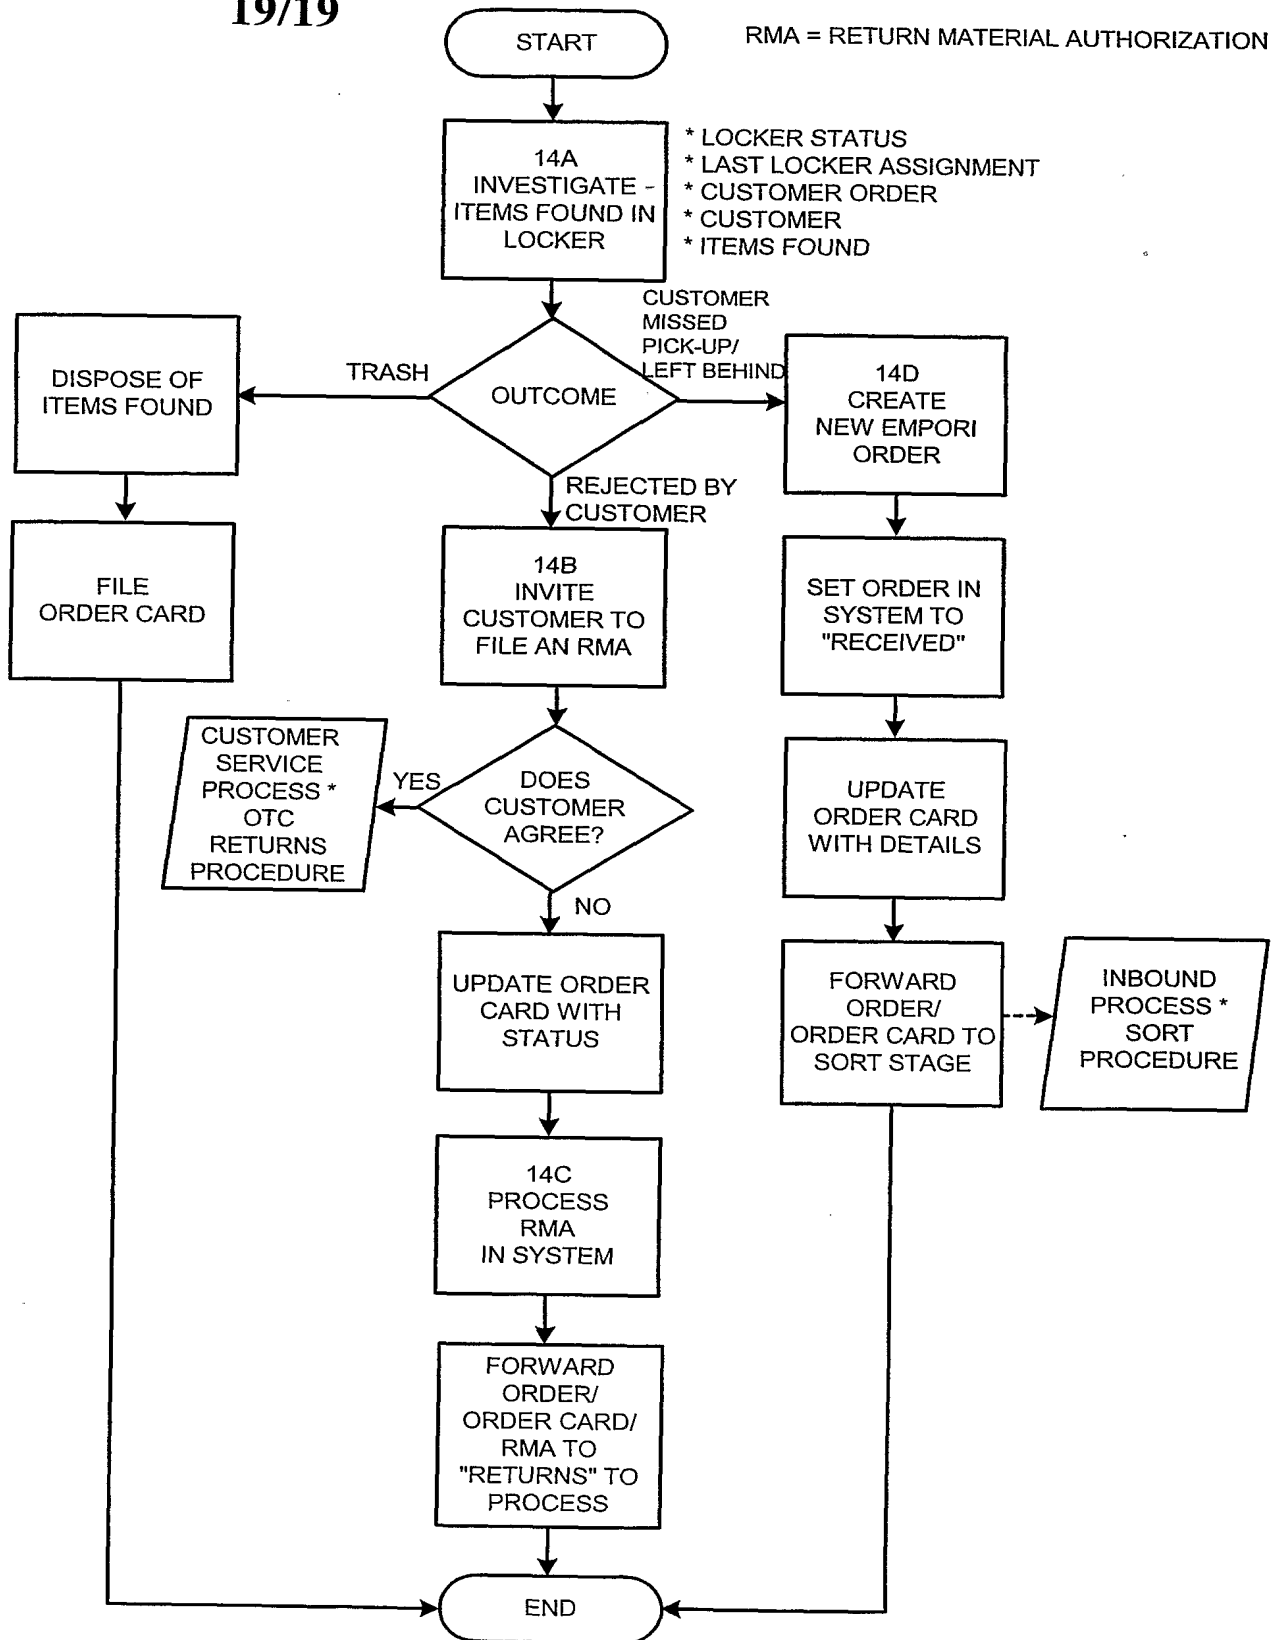 19/19
START
RMA = RETURN MATERIAL AUTHORIZATION
14A
INVESTIGATE -
ITEMS FOUND IN
LOCKER
* LOCKER STATUS
* LAST LOCKER ASSIGNMENT
* CUSTOMER ORDER
* CUSTOMER
* ITEMS FOUND
OUTCOME
TRASH
DISPOSE OF
ITEMS FOUND
FILE
ORDER CARD
CUSTOMER
MISSED
PICK-UP/
LEFT BEHIND
14D
CREATE
NEW EMPORI
ORDER
SET ORDER IN
SYSTEM TO
"RECEIVED"
UPDATE
ORDER CARD
WITH DETAILS
FORWARD
ORDER/
ORDER CARD TO
SORT STAGE
INBOUND
PROCESS *
SORT
PROCEDURE
REJECTED BY
CUSTOMER
14B
INVITE
CUSTOMER TO
FILE AN RMA
DOES
CUSTOMER
AGREE?
YES
CUSTOMER
SERVICE
PROCESS *
OTC
RETURNS
PROCEDURE
NO
UPDATE ORDER
CARD WITH
STATUS
14C
PROCESS
RMA
IN SYSTEM
FORWARD
ORDER/
ORDER CARD/
RMA TO
"RETURNS" TO
PROCESS
END